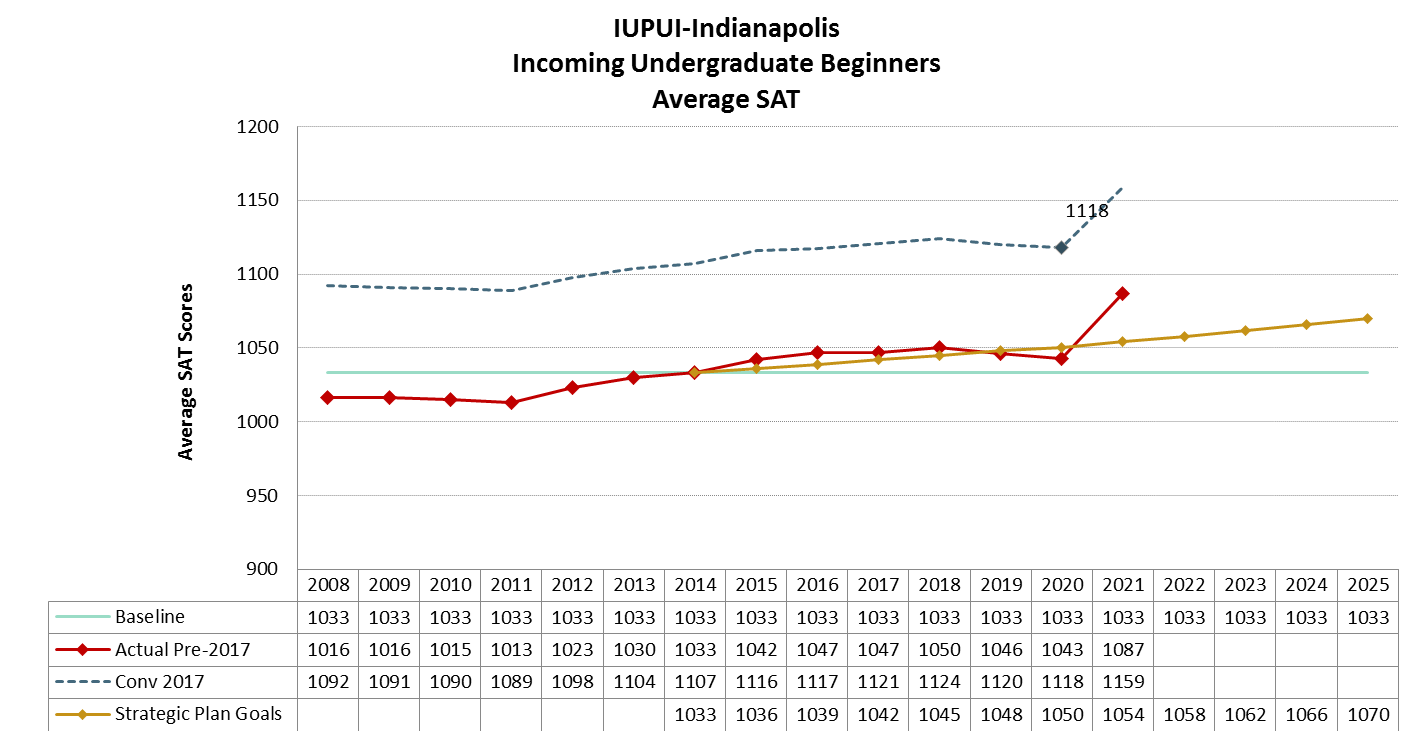 IUPUI-Indianapolis
Incoming Undergraduate Beginners
Average SAT
1200
1150
1118
1100
1050
1000
950
900
Average SAT Scores
2008 2009 2010 2011 2012 2013 2014 2015 2016 2017 2018 2019 2020 2021 2022 2023 2024 2025
Baseline 1033 1033 1033 1033 1033 1033 1033 1033 1033 1033 1033 1033 1033 1033 1033 1033 1033 1033
Actual Pre-2017 1016 1016 1015 1013 1023 1030 1033 1042 1047 1047 1050 1046 1043 1087
Conv 2017 1092 1091 1090 1089 1098 1104 1107 1116 1117 1121 1124 1120 1118 1159
Strategic Plan Goals 1033 1036 1039 1042 1045 1048 1050 1054 1058 1062 1066 1070